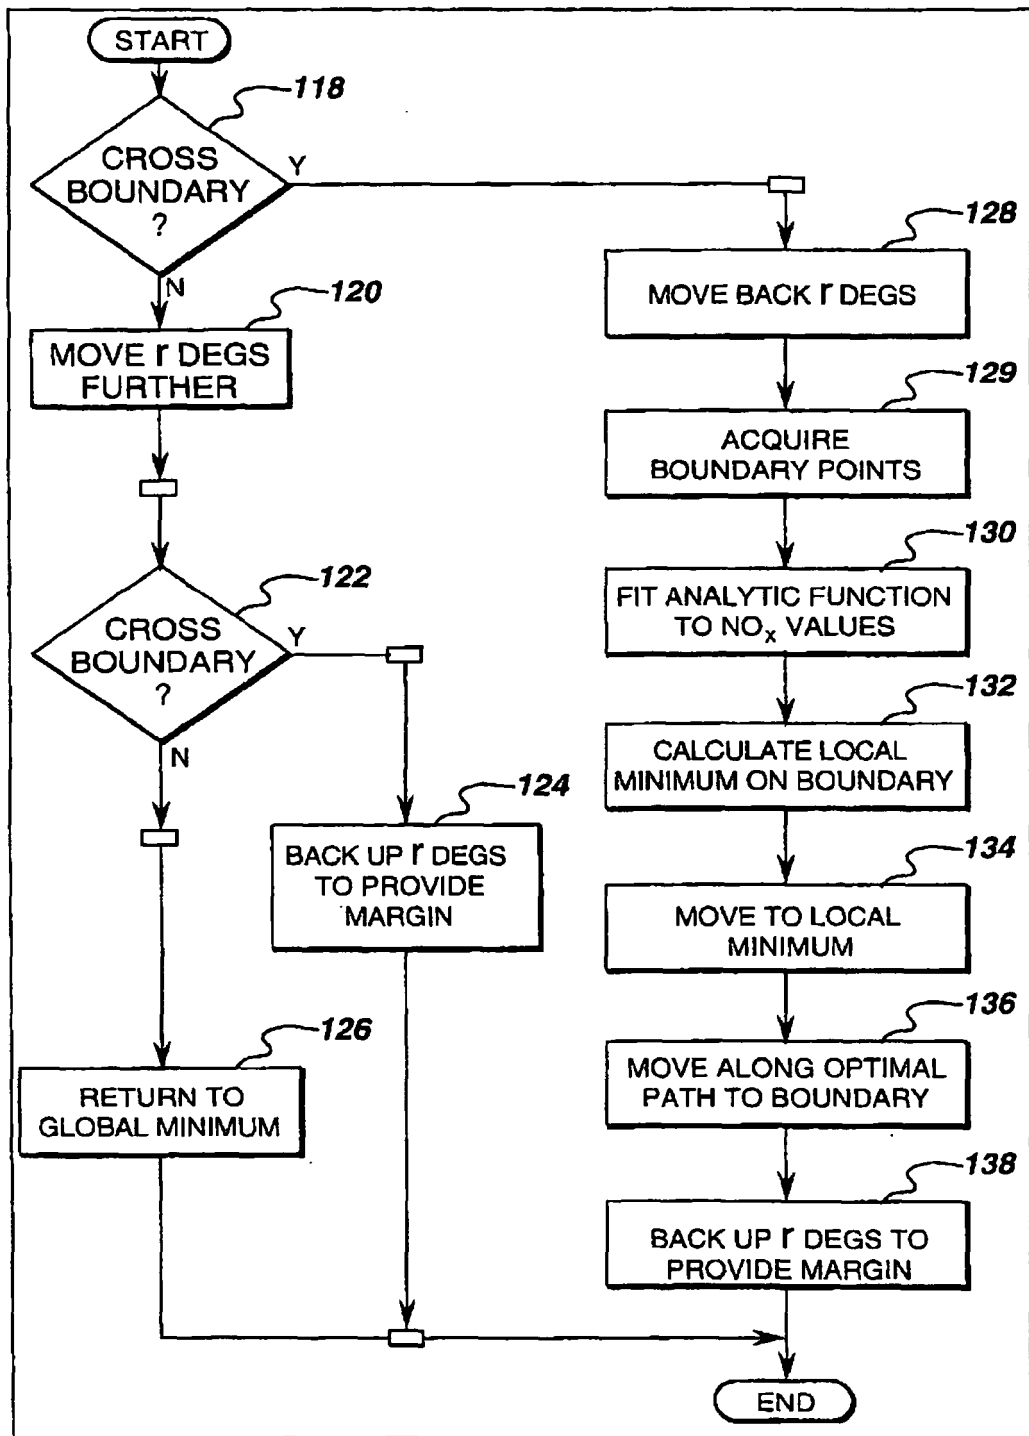 START
118
CROSS
BOUNDARY
?
Y
N
120
MOVE r DEGS
FURTHER
122
CROSS
BOUNDARY
?
Y
N
124
BACK UP r DEGS
TO PROVIDE
MARGIN
126
RETURN TO
GLOBAL MINIMUM
128
MOVE BACK r DEGS
129
ACQUIRE
BOUNDARY POINTS
130
FIT ANALYTIC FUNCTION
TO NOx VALUES
132
CALCULATE LOCAL
MINIMUM ON BOUNDARY
134
MOVE TO LOCAL
MINIMUM
136
MOVE ALONG OPTIMAL
PATH TO BOUNDARY
138
BACK UP r DEGS TO
PROVIDE MARGIN
END